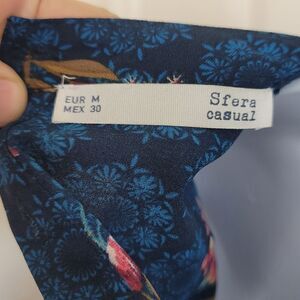 EUR M
MEX 30
Sfera
casual